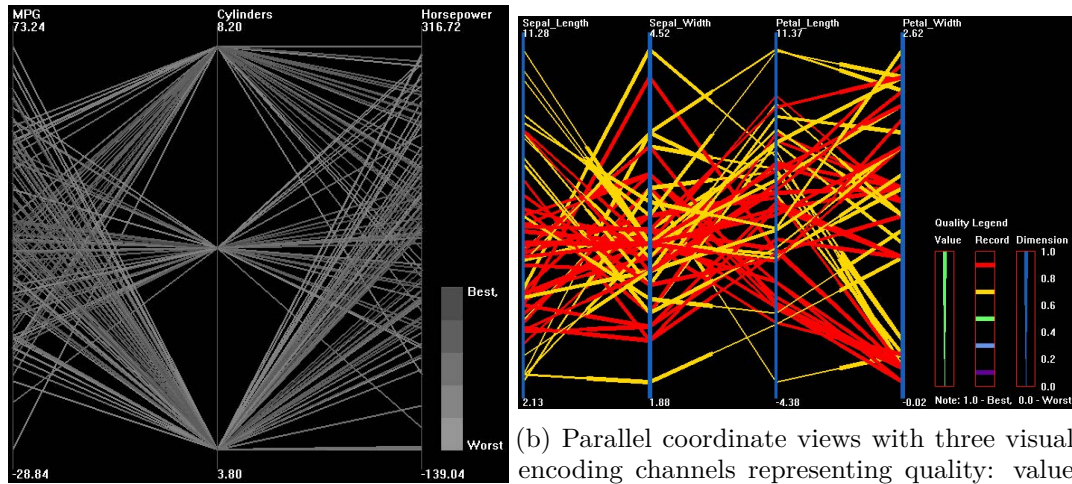 MPG Cylinders Horsepower
73.24 8.20 316.72
Best,
Worst
-28.84 3.80 -139.04
Sepal_Length Sepal_Width Petal_Length Petal_Width
11.28 4.52 11.37 2.62
Quality Legend
Value Record Dimension
1.0
0.8
0.6
0.4
0.2
0.0
Note: 1.0 - Best, 0.0 - Worst
2.13 1.88 -4.38 -0.02
(b) Parallel coordinate views with three visual
encoding channels representing quality: value